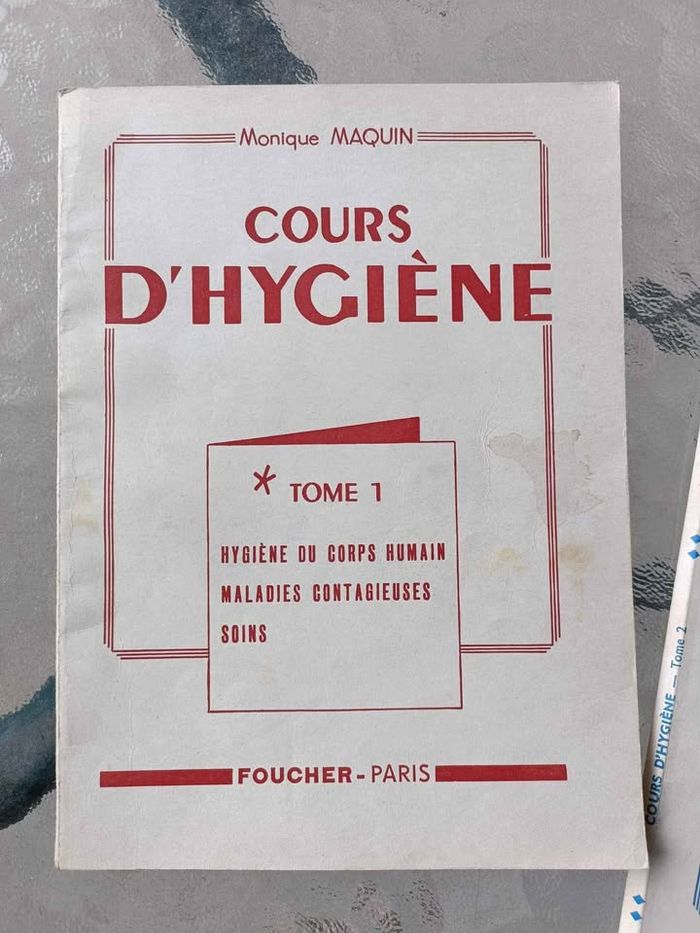 Monique MAQUIN
COURS
D'HYGIÈNE
* TOME 1
HYGIÈNE DU CORPS HUMAIN
MALADIES CONTAGIEUSES
SOINS
FOUCHER - PARIS
COURS D'HYGIÈNE — Tome 2